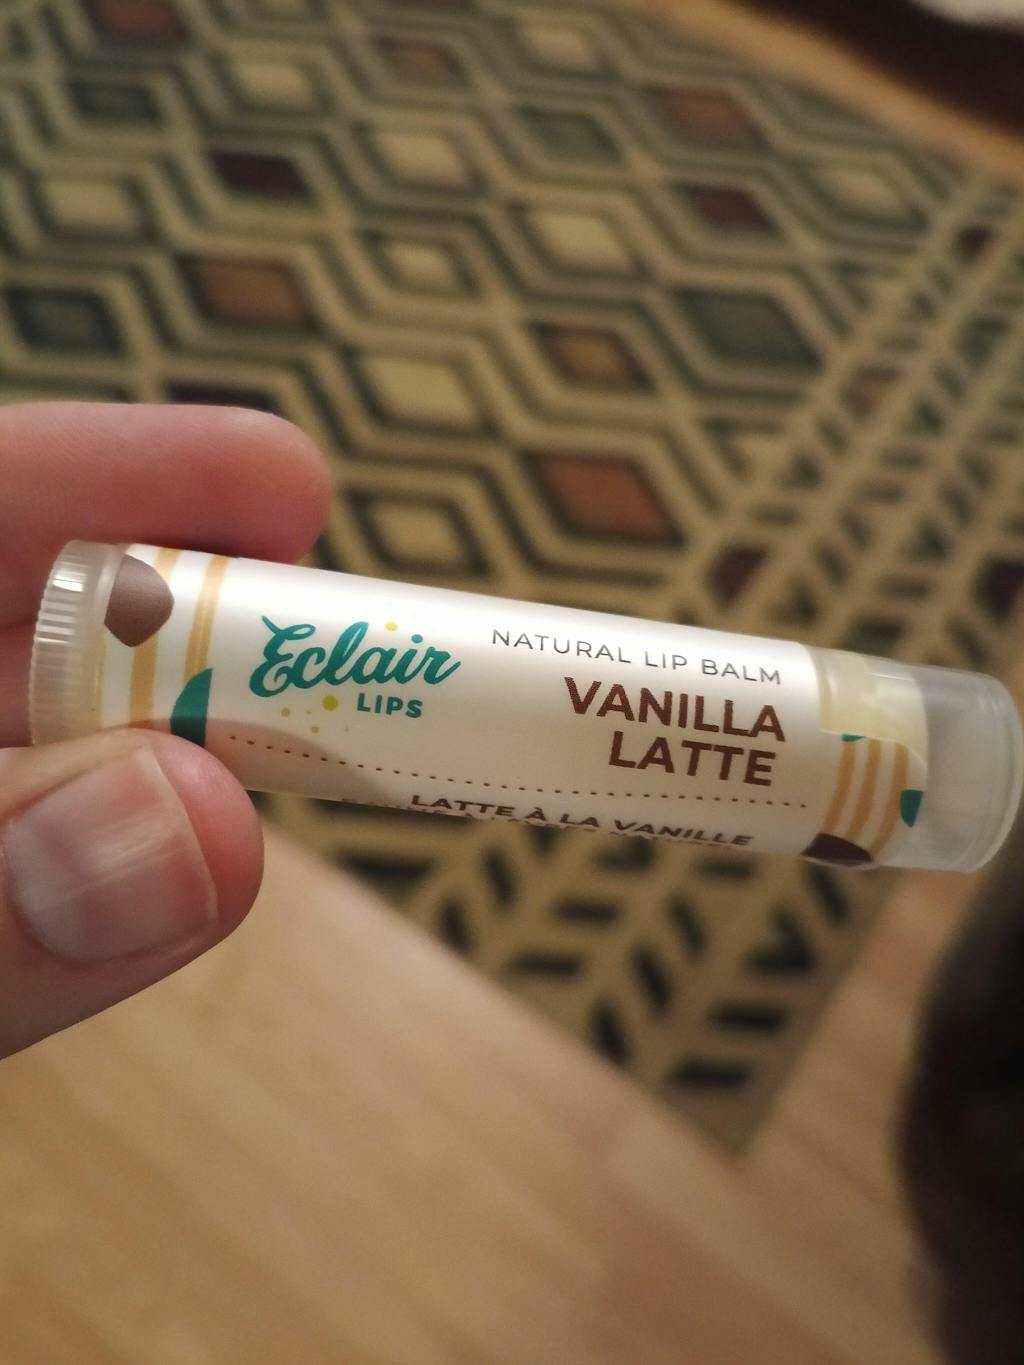 Eclair
LIPS
NATURAL LIP BALM
VANILLA
LATTE
LATTE À LA VANILLE